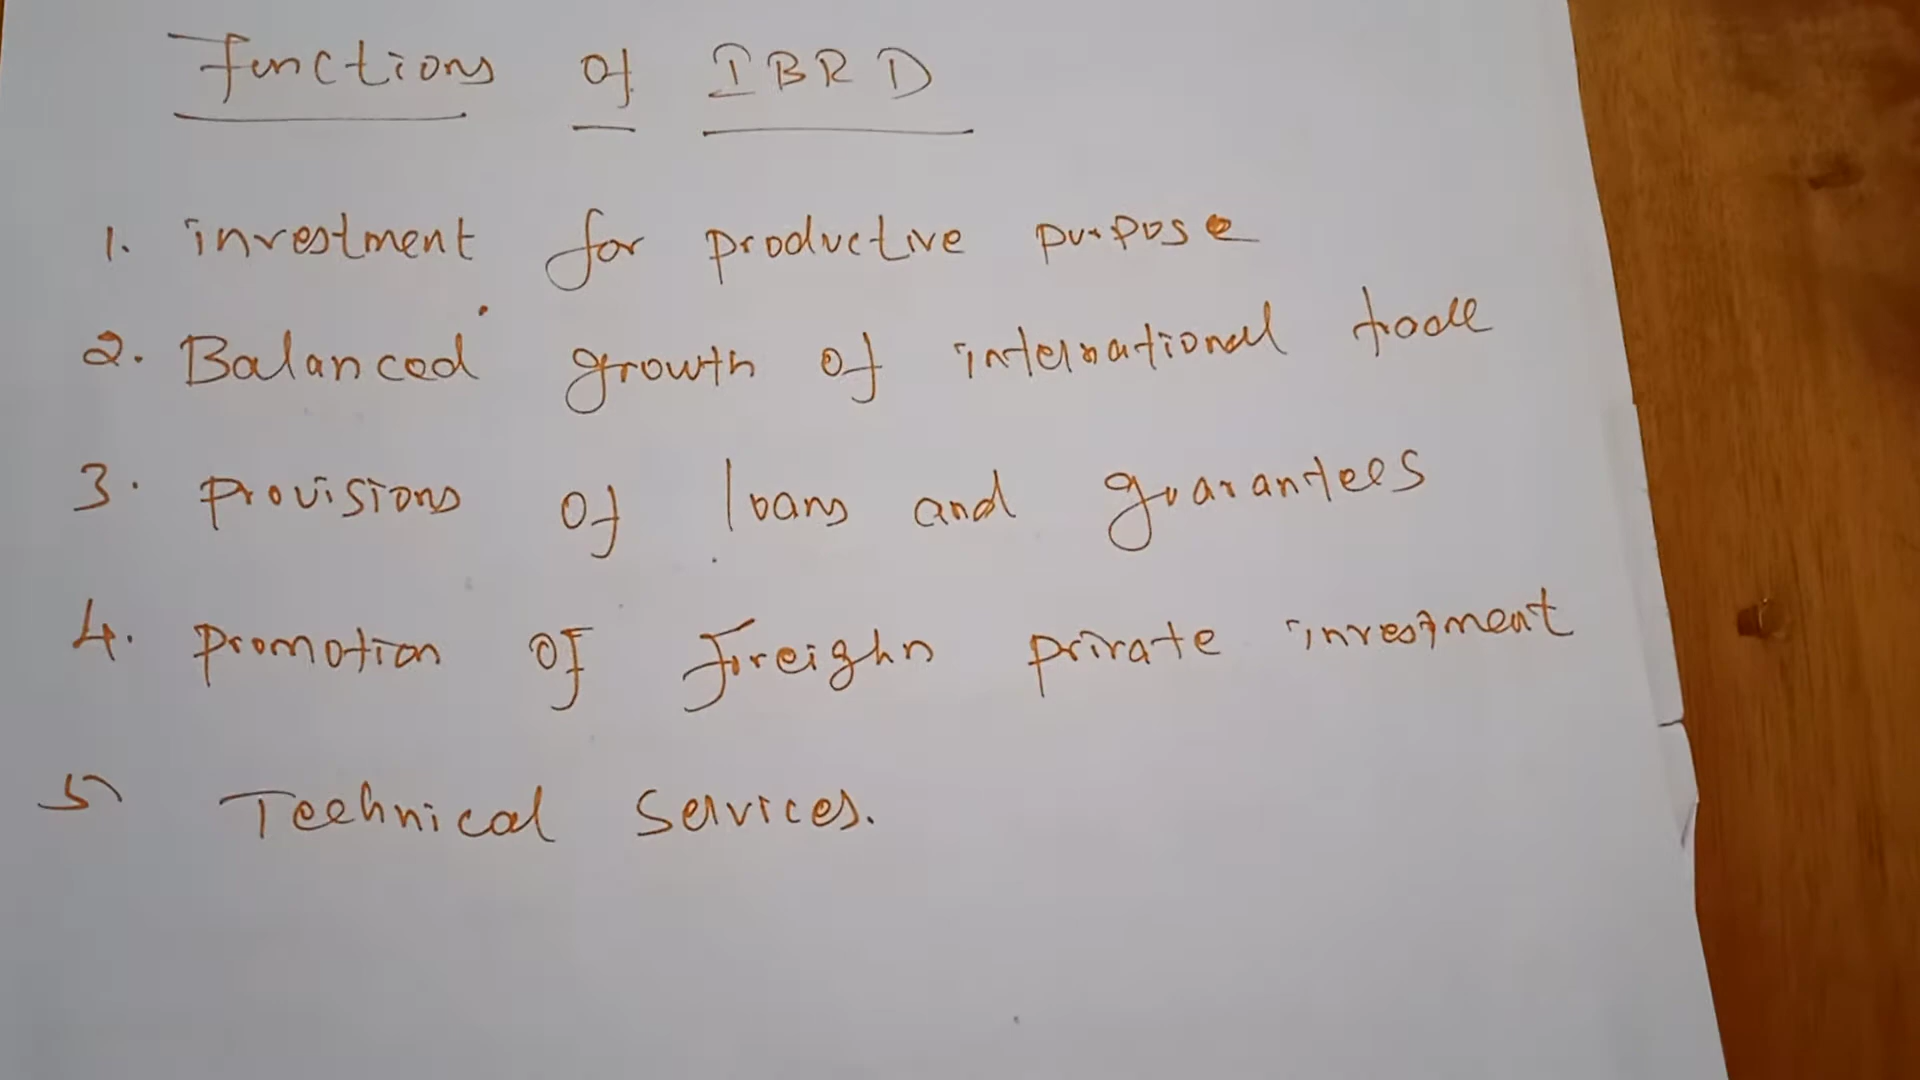 Functions of IBRD
1. investment for productive purpose
2. Balanced growth of international trade
3. provisions of loans and guarantees
4. promotion of foreighn private investment
5) Technical Services.